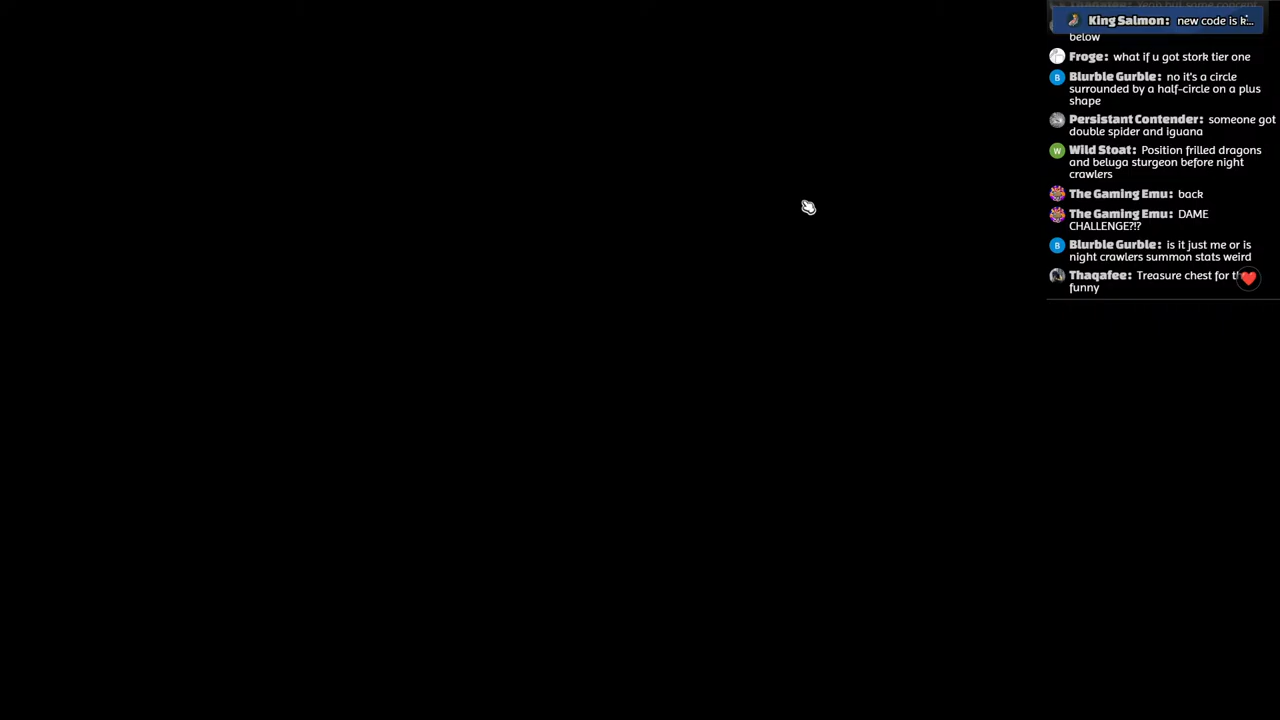 King Salmon: new code is k...
below
Froge: what if u got stork tier one
Blurble Gurble: no it's a circle
surrounded by a half-circle on a plus
shape
Persistant Contender: someone got
double spider and iguana
W Wild Stoat: Position frilled dragons
and beluga sturgeon before night
crawlers
The Gaming Emu: back
The Gaming Emu: DAME
CHALLENGE?!?
B Blurble Gurble: is it just me or is
night crawlers summon stats weird
Thaqafee: Treasure chest for
funny